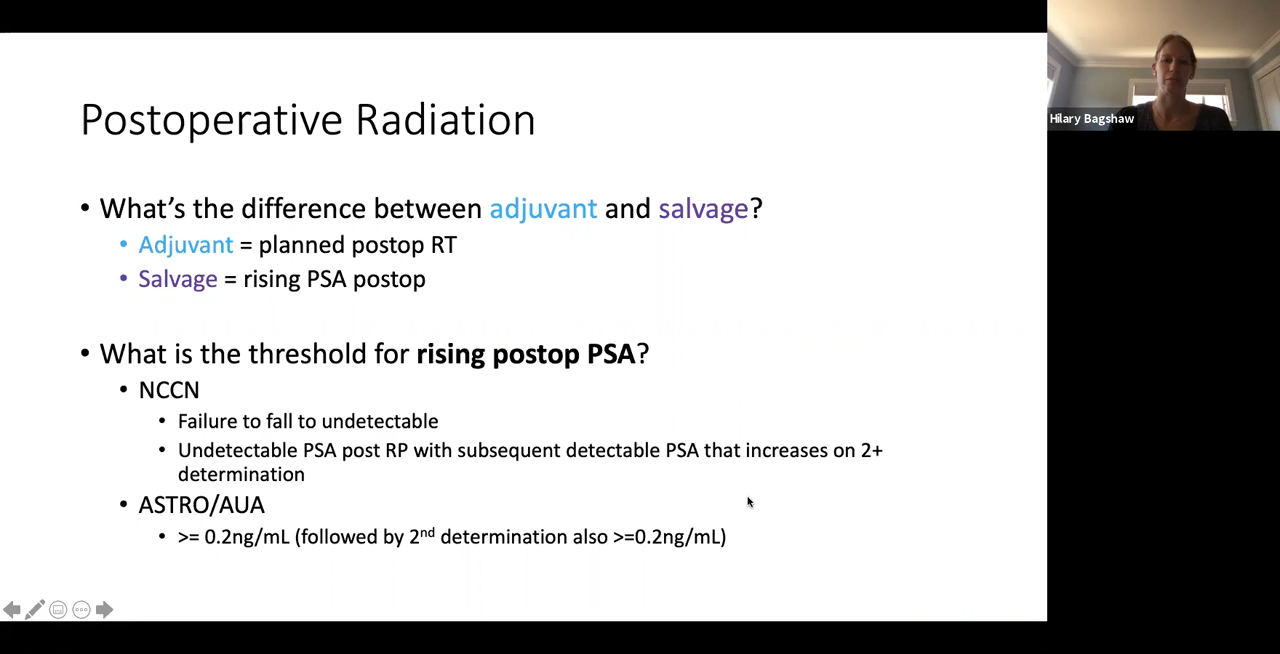 Postoperative Radiation
• What's the difference between adjuvant and salvage?
• Adjuvant = planned postop RT
• Salvage = rising PSA postop
• What is the threshold for rising postop PSA?
• NCCN
• Failure to fall to undetectable
• Undetectable PSA post RP with subsequent detectable PSA that increases on 2+
determination
• ASTRO/AUA
• >= 0.2ng/mL (followed by 2nd determination also >=0.2ng/mL)
Hilary Bagshaw